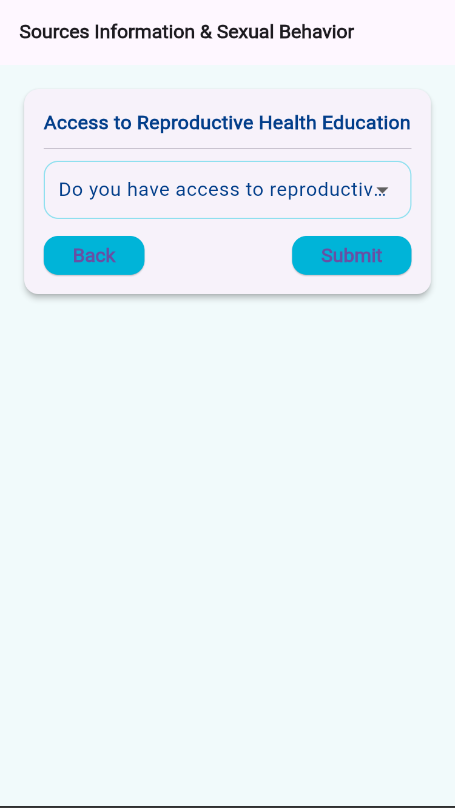 Sources Information & Sexual Behavior
Access to Reproductive Health Education
Do you have access to reproductiv...
Back
Submit